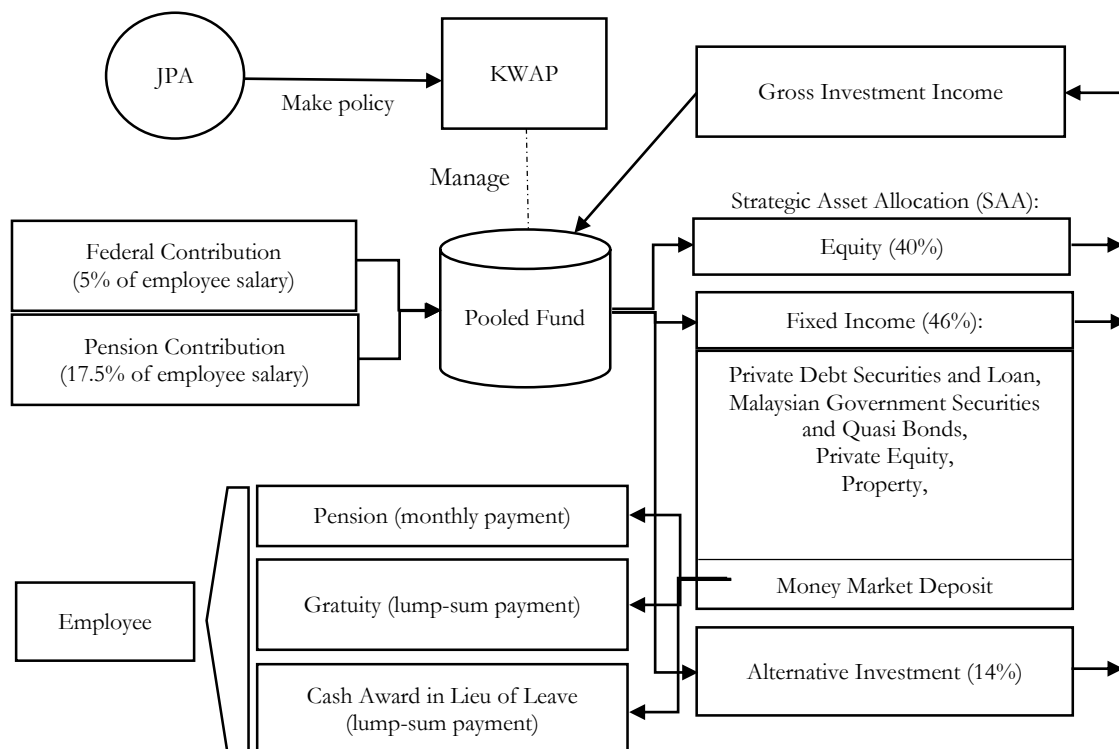 JPA
Make policy
KWAP
Manage
Gross Investment Income
Strategic Asset Allocation (SAA):
Equity (40%)
Federal Contribution
(5% of employee salary)
Pension Contribution
(17.5% of employee salary)
Pooled Fund
Fixed Income (46%):
Private Debt Securities and Loan,
Malaysian Government Securities
and Quasi Bonds,
Private Equity,
Property,
Money Market Deposit
Alternative Investment (14%)
Pension (monthly payment)
Gratuity (lump-sum payment)
Cash Award in Lieu of Leave
(lump-sum payment)
Employee